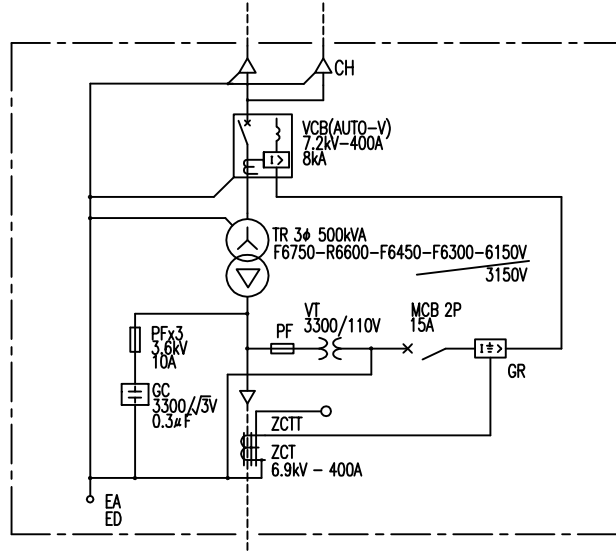 CH
VCB(AUTO-V)
7.2kV-400A
8kA
I>
TR 3φ 500kVA
F6750-R6600-F6450-F6300-6150V
3150V
VT
3300/110V
MCB 2P
15A
PF
PFx3
3.6kV
10A
I⏚>
GR
GC
3300/√3V
0.3μF
ZCTT
ZCT
6.9kV - 400A
EA
ED